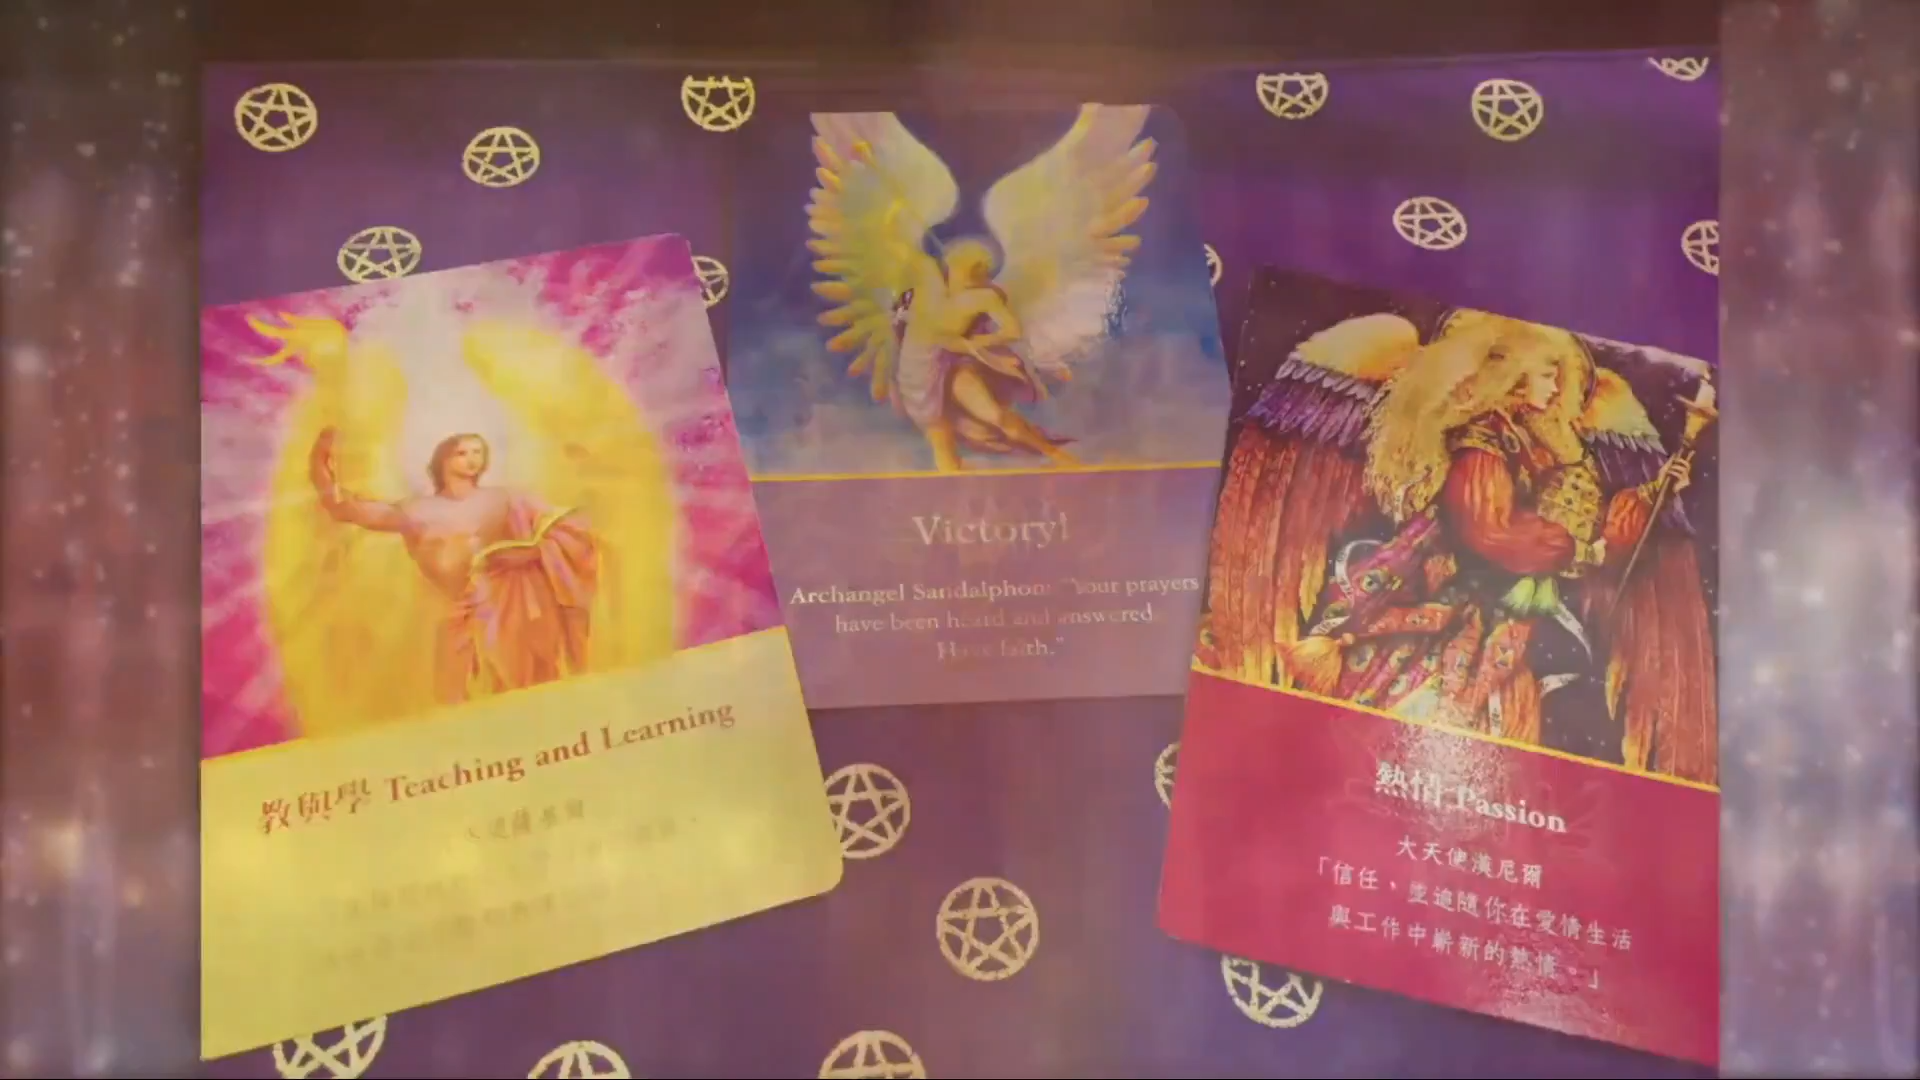 教與學 Teaching and Learning
Victory!
Archangel Sandalphon: "Your prayers
have been heard and answered.
Have faith."
熱情 Passion
大天使漢尼爾
「信任、並追隨你在愛情生活
與工作中嶄新的熱情。」